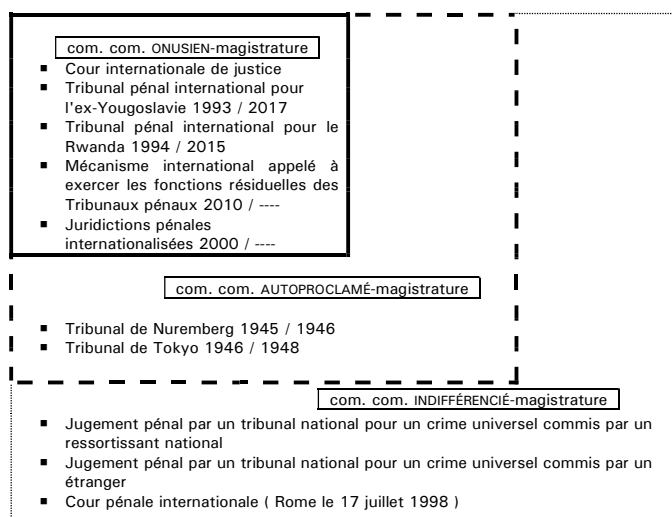 com. com. ONUSIEN-magistrature
▪ Cour internationale de justice
▪ Tribunal pénal international pour
l'ex-Yougoslavie 1993 / 2017
▪ Tribunal pénal international pour le
Rwanda 1994 / 2015
▪ Mécanisme international appelé à
exercer les fonctions résiduelles des
Tribunaux pénaux 2010 / ----
▪ Juridictions pénales
internationalisées 2000 / ----
com. com. AUTOPROCLAMÉ-magistrature
▪ Tribunal de Nuremberg 1945 / 1946
▪ Tribunal de Tokyo 1946 / 1948
com. com. INDIFFÉRENCIÉ-magistrature
▪ Jugement pénal par un tribunal national pour un crime universel commis par un
ressortissant national
▪ Jugement pénal par un tribunal national pour un crime universel commis par un
étranger
▪ Cour pénale internationale ( Rome le 17 juillet 1998 )